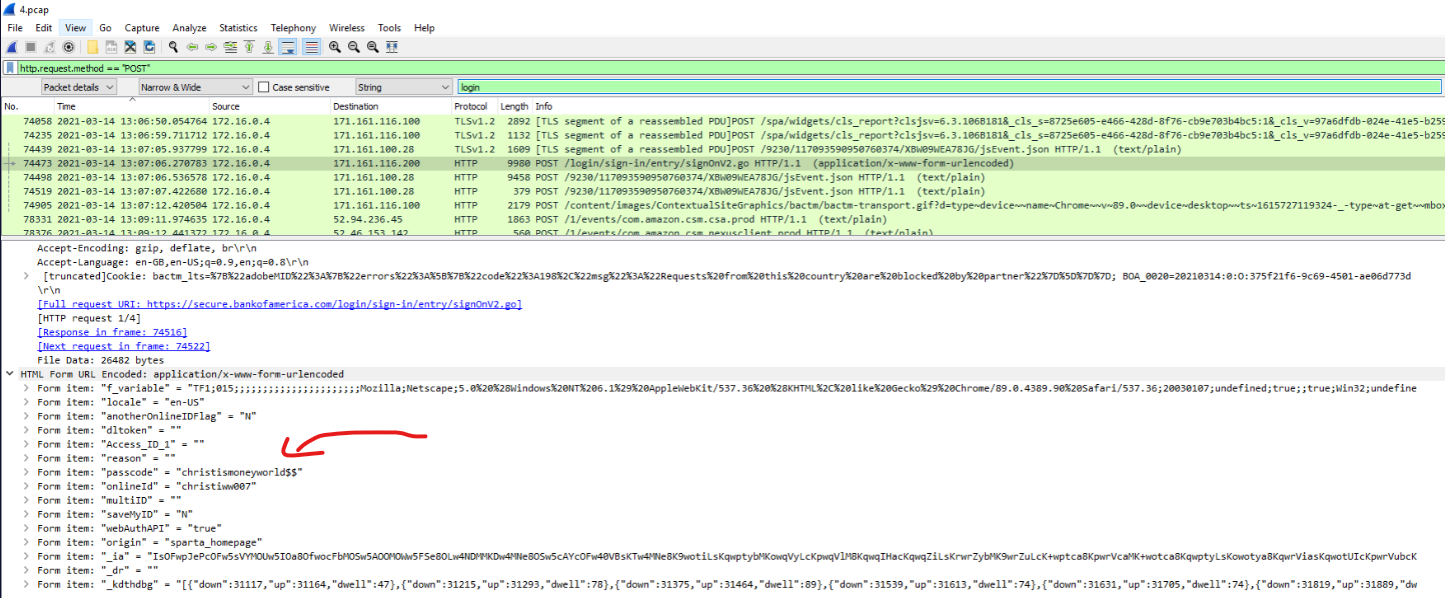 4.pcap
File Edit View Go Capture Analyze Statistics Telephony Wireless Tools Help
http.request.method == "POST"
Packet details Narrow & Wide Case sensitive String login
No. Time Source Destination Protocol Length Info
74058 2021-03-14 13:06:50.054764 172.16.0.4 171.161.116.100 TLSv1.2 2892 [TLS segment of a reassembled PDU]POST /spa/widgets/cls_report?clsjsv=6.3.106B181&_cls_s=8725e605-e466-428d-8f76-cb9e703b4bc5:1&_cls_v=97a6dfdb-024e-41e5-b259
74235 2021-03-14 13:06:59.711712 172.16.0.4 171.161.116.100 TLSv1.2 1132 [TLS segment of a reassembled PDU]POST /spa/widgets/cls_report?clsjsv=6.3.106B181&_cls_s=8725e605-e466-428d-8f76-cb9e703b4bc5:1&_cls_v=97a6dfdb-024e-41e5-b259
74439 2021-03-14 13:07:05.937799 172.16.0.4 171.161.100.28 TLSv1.2 1609 [TLS segment of a reassembled PDU]POST /9230/117093590950760374/XBW09WEA78JG/jsEvent.json HTTP/1.1 (text/plain)
74473 2021-03-14 13:07:06.270783 172.16.0.4 171.161.116.200 HTTP 9980 POST /login/sign-in/entry/signOnV2.go HTTP/1.1 (application/x-www-form-urlencoded)
74498 2021-03-14 13:07:06.536578 172.16.0.4 171.161.100.28 HTTP 9458 POST /9230/117093590950760374/XBW09WEA78JG/jsEvent.json HTTP/1.1 (text/plain)
74519 2021-03-14 13:07:07.422680 172.16.0.4 171.161.100.28 HTTP 379 POST /9230/117093590950760374/XBW09WEA78JG/jsEvent.json HTTP/1.1 (text/plain)
74905 2021-03-14 13:07:12.420504 172.16.0.4 171.161.116.100 HTTP 2179 POST /content/images/ContextualSiteGraphics/bactm/bactm-transport.gif?d=type~device~~name~Chrome~~v~89.0~~device~desktop~~ts~1615727119324-_-type~at-get~~mbox
78331 2021-03-14 13:09:11.974635 172.16.0.4 52.94.236.45 HTTP 1863 POST /1/events/com.amazon.csm.csa.prod HTTP/1.1 (text/plain)
78376 2021-03-14 13:09:12.441372 172.16.0.4 52.46.153.142 HTTP 560 POST /1/events/com.amazon.csm.nexusclient.prod HTTP/1.1 (text/plain)
Accept-Encoding: gzip, deflate, br\r\n
Accept-Language: en-GB,en-US;q=0.9,en;q=0.8\r\n
[truncated]Cookie: bactm_lts=%7B%22adobeMID%22%3A%7B%22errors%22%3A%5B%7B%22code%22%3A198%2C%22msg%22%3A%22Requests%20from%20this%20country%20are%20blocked%20by%20partner%22%7D%5D%7D%7D; BOA_0020=20210314:0:O:375f21f6-9c69-4501-ae06d773d
\r\n
[Full request URI: https://secure.bankofamerica.com/login/sign-in/entry/signOnV2.go]
[HTTP request 1/4]
[Response in frame: 74516]
[Next request in frame: 74522]
File Data: 26482 bytes
HTML Form URL Encoded: application/x-www-form-urlencoded
Form item: "f_variable" = "TF1;015;;;;;;;;;;;;;;;;;;;;;;Mozilla;Netscape;5.0%20%28Windows%20NT%206.1%29%20AppleWebKit/537.36%20%28KHTML%2C%20like%20Gecko%29%20Chrome/89.0.4389.90%20Safari/537.36;20030107;undefined;true;;true;Win32;undefine
Form item: "locale" = "en-US"
Form item: "anotherOnlineIDFlag" = "N"
Form item: "dltoken" = ""
Form item: "Access_ID_1" = ""
Form item: "reason" = ""
Form item: "passcode" = "christismoneyworld$$"
Form item: "onlineId" = "christiww007"
Form item: "multiID" = ""
Form item: "saveMyID" = "N"
Form item: "webAuthAPI" = "true"
Form item: "origin" = "sparta_homepage"
Form item: "_ia" =
Form item: "_dr" = ""
Form item: "_kdthdbg" = "[{"down":31117,"up":31164,"dwell":47},{"down":31215,"up":31293,"dwell":78},{"down":31375,"up":31464,"dwell":89},{"down":31539,"up":31613,"dwell":74},{"down":31631,"up":31705,"dwell":74},{"down":31819,"up":31889,"dw